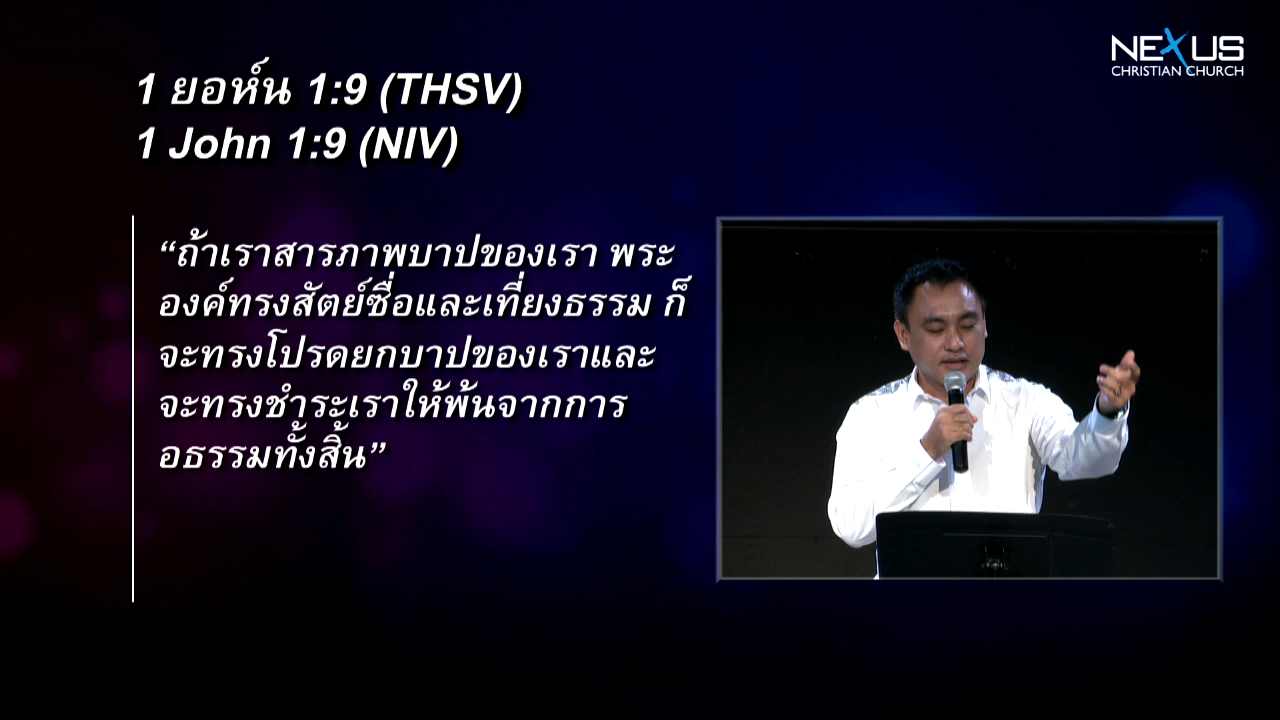 NEXUS
CHRISTIAN CHURCH
1 ยอห์น 1:9 (THSV)
1 John 1:9 (NIV)
“ถ้าเราสารภาพบาปของเรา พระ
องค์ทรงสัตย์ซื่อและเที่ยงธรรม ก็
จะทรงโปรดยกบาปของเราและ
จะทรงชำระเราให้พ้นจากการ
อธรรมทั้งสิ้น”